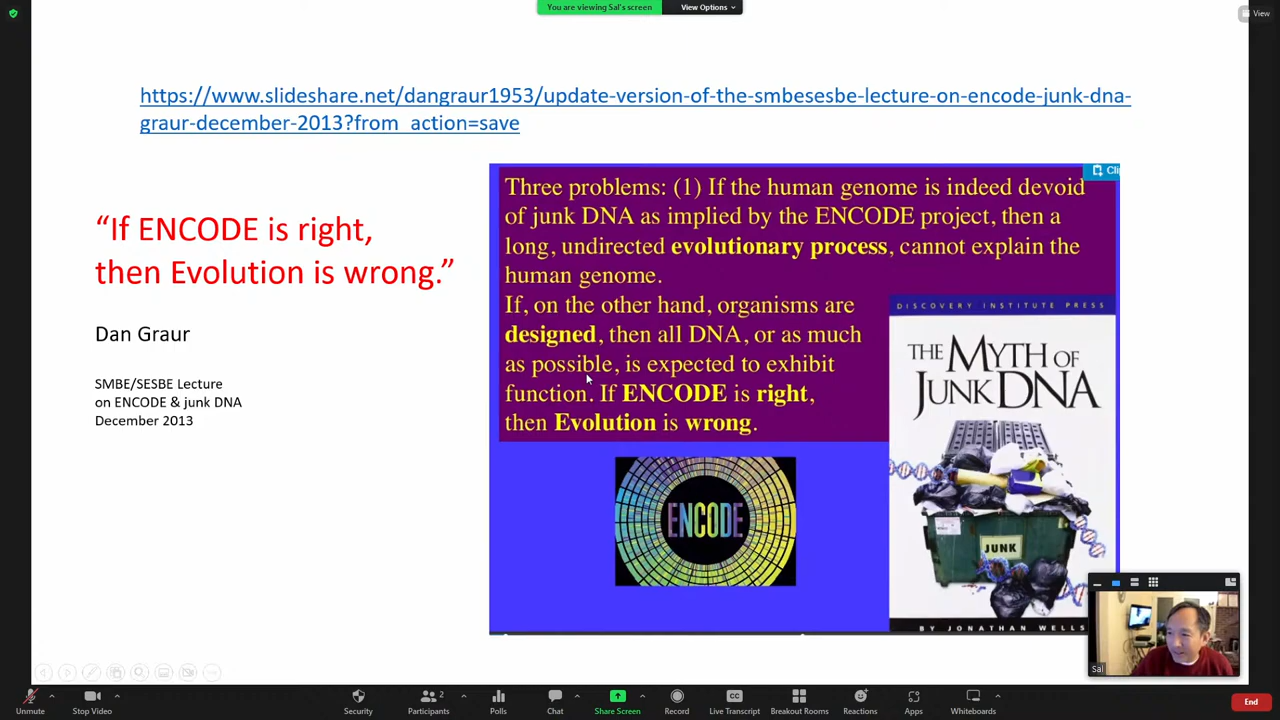 You are viewing Sal's screen
View Options
View
https://www.slideshare.net/dangraur1953/update-version-of-the-smbesesbe-lecture-on-encode-junk-dna-
graur-december-2013?from_action=save
“If ENCODE is right,
then Evolution is wrong.”
Dan Graur
SMBE/SESBE Lecture
on ENCODE & junk DNA
December 2013
Cli
Three problems: (1) If the human genome is indeed devoid
of junk DNA as implied by the ENCODE project, then a
long, undirected evolutionary process, cannot explain the
human genome.
If, on the other hand, organisms are
designed, then all DNA, or as much
as possible, is expected to exhibit
function. If ENCODE is right,
then Evolution is wrong.
ENCODE
DISCOVERY INSTITUTE PRESS
THE MYTH OF
JUNK DNA
JUNK
BY JONATHAN WELLS
Sal
Unmute
Stop Video
Security
2
Participants
Polls
Chat
Share Screen
Record
CC
Live Transcript
Breakout Rooms
Reactions
Apps
Whiteboards
End